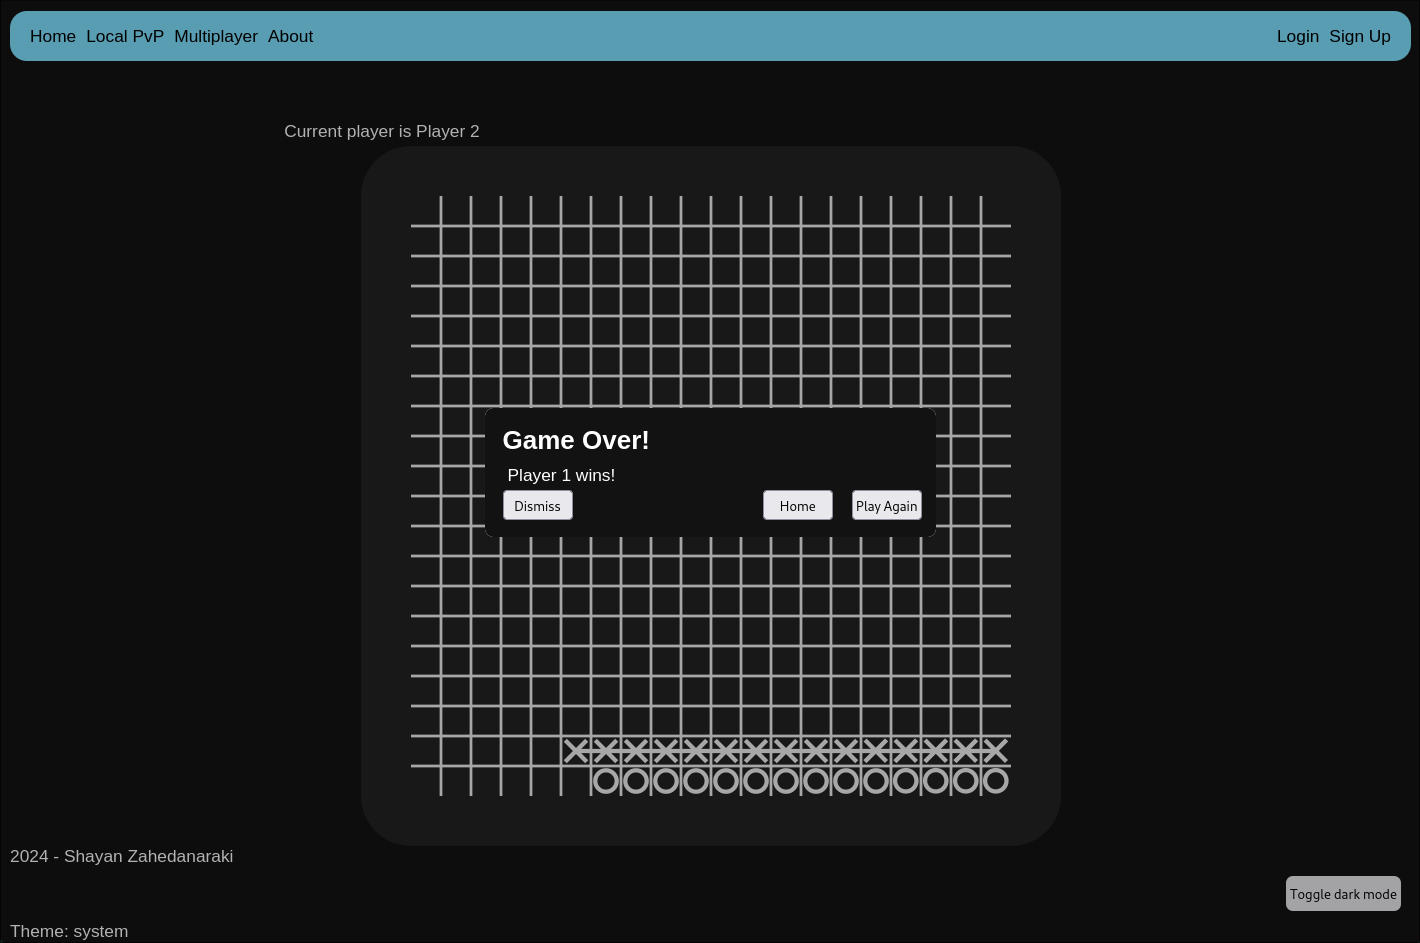 Home Local PvP Multiplayer About Login Sign Up
Current player is Player 2
Game Over!
Player 1 wins!
Dismiss Home Play Again
2024 - Shayan Zahedanaraki
Toggle dark mode
Theme: system